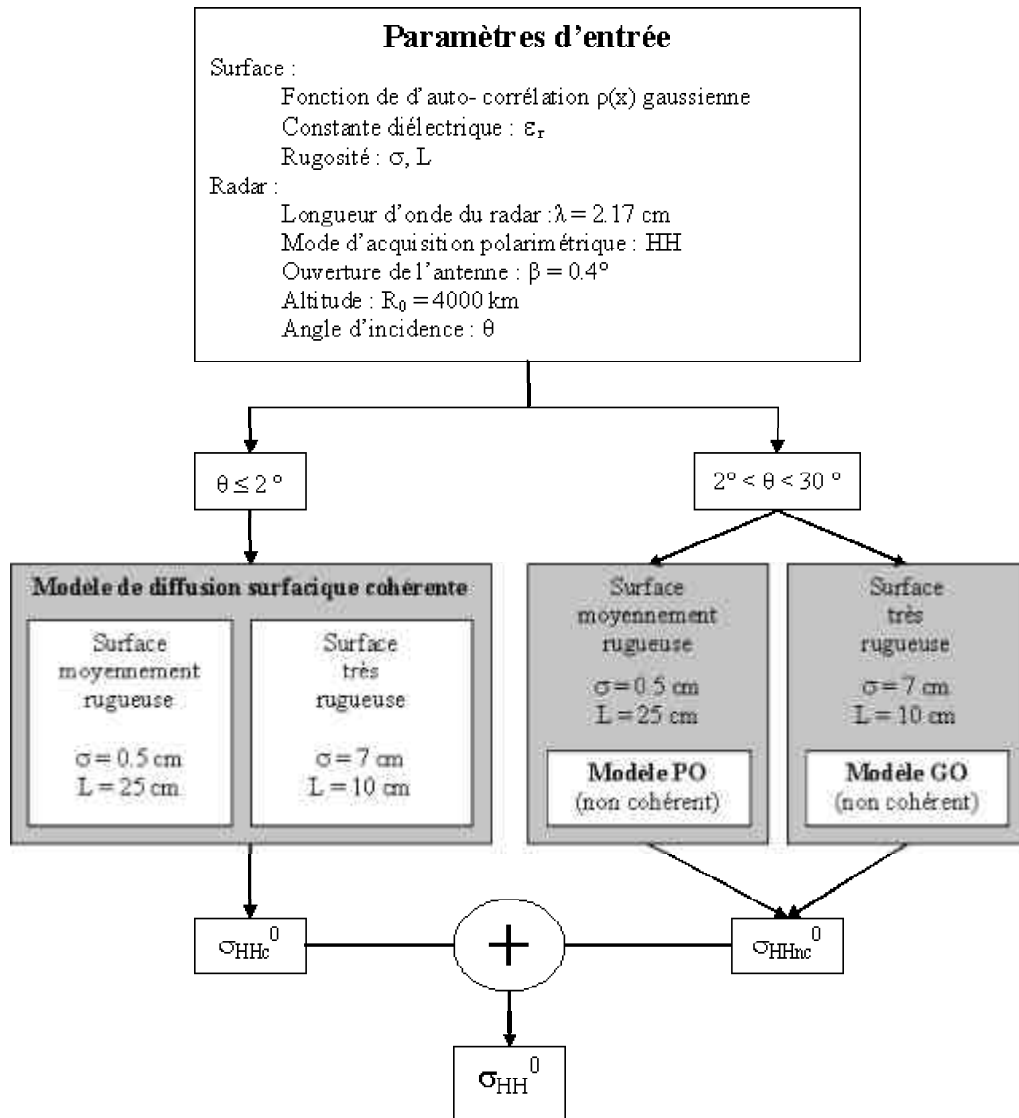 Paramètres d'entrée
Surface :
Fonction de d'auto- corrélation ρ(x) gaussienne
Constante diélectrique : εr
Rugosité : σ, L
Radar :
Longueur d'onde du radar : λ = 2.17 cm
Mode d'acquisition polarimétrique : HH
Ouverture de l'antenne : β = 0.4°
Altitude : R0 = 4000 km
Angle d'incidence : θ
θ ≤ 2 °
2° < θ < 30 °
Modèle de diffusion surfacique cohérente
Surface
moyennement
rugueuse
σ = 0.5 cm
L = 25 cm
Surface
très
rugueuse
σ = 7 cm
L = 10 cm
Surface
moyennement
rugueuse
σ = 0.5 cm
L = 25 cm
Modèle PO
(non cohérent)
Surface
très
rugueuse
σ = 7 cm
L = 10 cm
Modèle GO
(non cohérent)
σHHc0
+
σHHnc0
σHH0